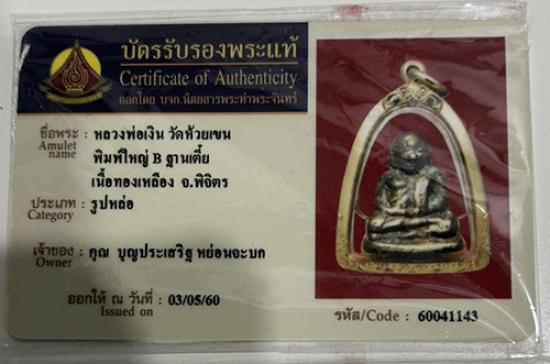 บัตรรับรองพระแท้
Certificate of Authenticity
ออกโดย บจก.นิตยสารพระท่าพระจันทร์
ชื่อพระ : หลวงพ่อเงิน วัดห้วยเขน
Amulet name
พิมพ์ใหญ่ B ฐานเตี้ย
เนื้อทองเหลือง จ.พิจิตร
ประเภท : รูปหล่อ
Category
เจ้าของ : คุณ บุญประเสริฐ หย่อนจะบก
Owner
ออกให้ ณ วันที่ : 03/05/60
Issued on
รหัส/Code : 60041143